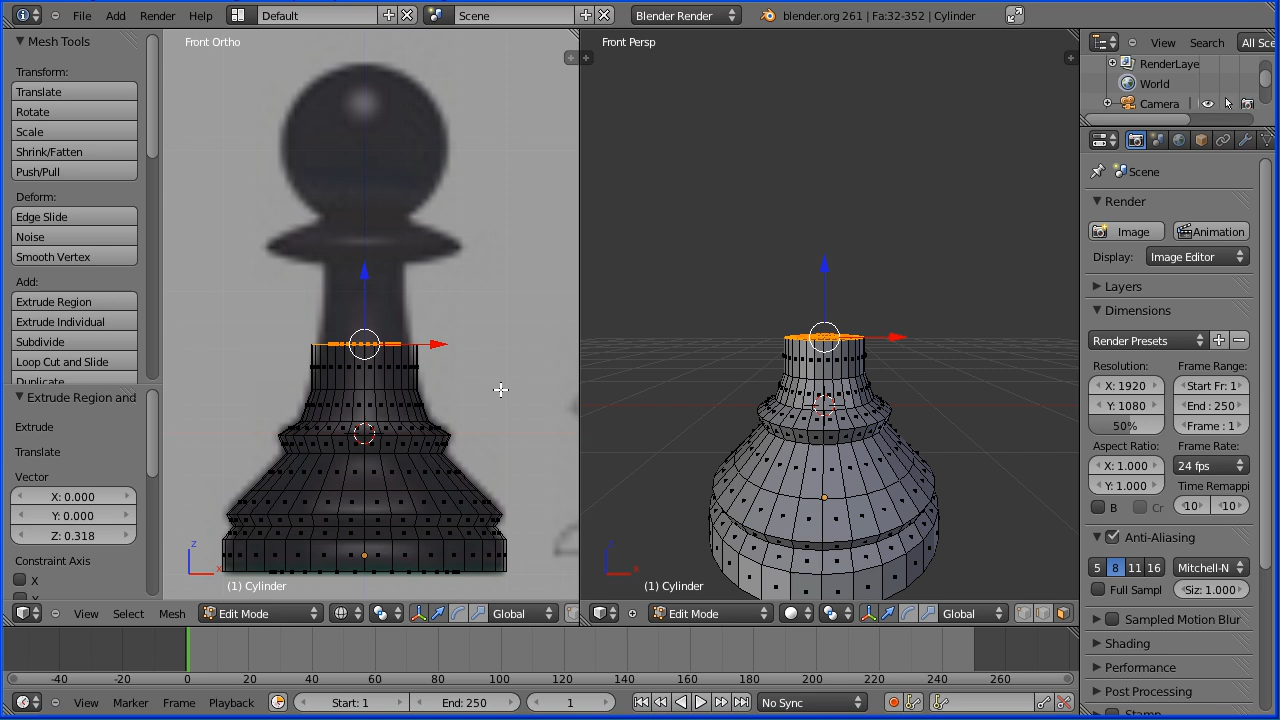 File Add Render Help Default Scene Blender Render blender.org 261 | Fa:32-352 | Cylinder
Mesh Tools
Transform:
Translate
Rotate
Scale
Shrink/Fatten
Push/Pull
Deform:
Edge Slide
Noise
Smooth Vertex
Add:
Extrude Region
Extrude Individual
Subdivide
Loop Cut and Slide
Duplicate
Extrude Region and
Extrude
Translate
Vector
X: 0.000
Y: 0.000
Z: 0.318
Constraint Axis
X
Y
Front Ortho
z
x
(1) Cylinder
View Select Mesh Edit Mode Global
Front Persp
(1) Cylinder
Edit Mode Global
View Search All Sce
RenderLaye
World
Camera
Scene
Render
Image Animation
Display: Image Editor
Layers
Dimensions
Render Presets
Resolution: Frame Range:
X: 1920 Start Fr: 1
Y: 1080 End : 250
50% Frame : 1
Aspect Ratio: Frame Rate:
X: 1.000 24 fps
Y: 1.000 Time Remappi
B Cr 10 10
Anti-Aliasing
5 8 11 16 Mitchell-N
Full Sampl Siz: 1.000
Sampled Motion Blur
Shading
Performance
Post Processing
Stamp
-40 -20 0 20 40 60 80 100 120 140 160 180 200 220 240 260
View Marker Frame Playback Start: 1 End: 250 1 No Sync